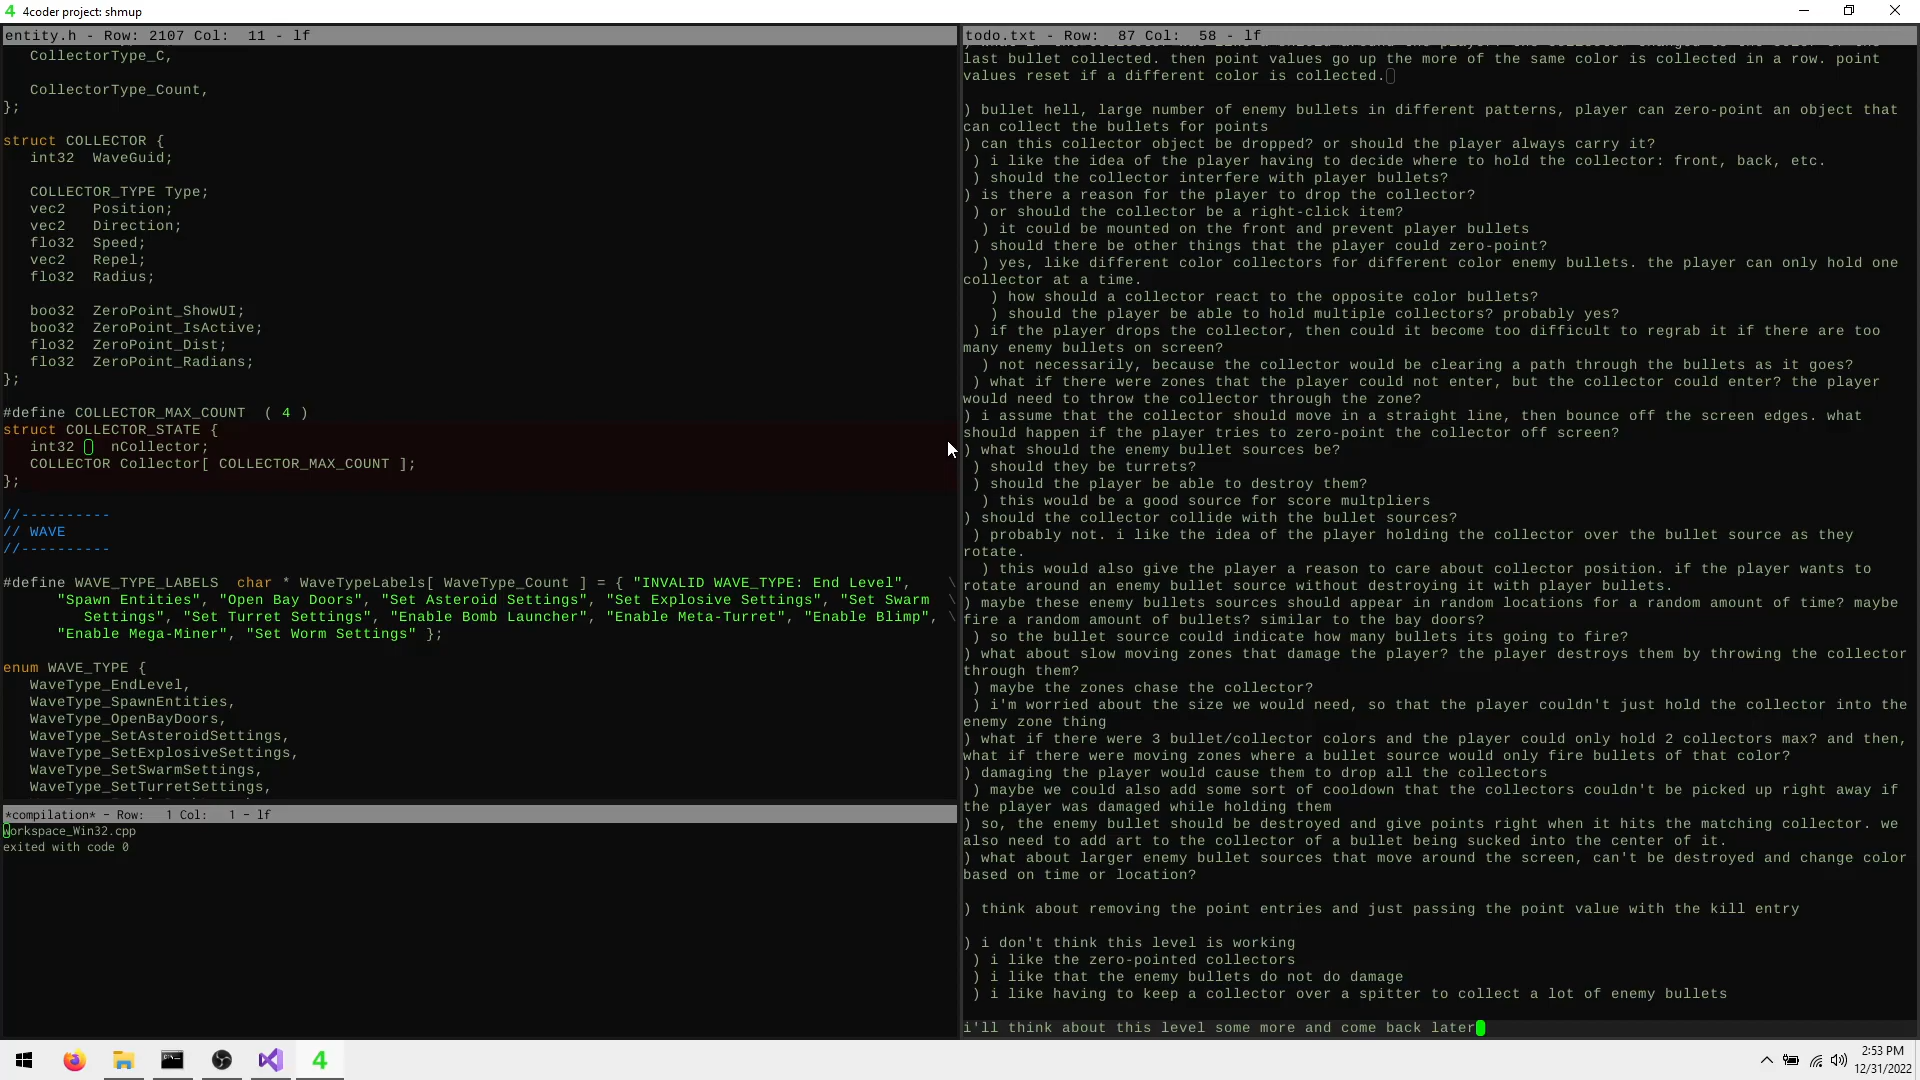 4 4coder project: shmup
entity.h - Row: 2107 Col:  11 - lf
CollectorType_C,
CollectorType_Count,
};
struct COLLECTOR {
int32  WaveGuid;
COLLECTOR_TYPE Type;
vec2   Position;
vec2   Direction;
flo32  Speed;
vec2   Repel;
flo32  Radius;
boo32  ZeroPoint_ShowUI;
boo32  ZeroPoint_IsActive;
flo32  ZeroPoint_Dist;
flo32  ZeroPoint_Radians;
};
#define COLLECTOR_MAX_COUNT  ( 4 )
struct COLLECTOR_STATE {
int32    nCollector;
COLLECTOR Collector[ COLLECTOR_MAX_COUNT ];
};
//----------
// WAVE
//----------
#define WAVE_TYPE_LABELS  char * WaveTypeLabels[ WaveType_Count ] = { "INVALID WAVE_TYPE: End Level",    \
"Spawn Entities", "Open Bay Doors", "Set Asteroid Settings", "Set Explosive Settings", "Set Swarm  \
Settings", "Set Turret Settings", "Enable Bomb Launcher", "Enable Meta-Turret", "Enable Blimp",  \
"Enable Mega-Miner", "Set Worm Settings" };
enum WAVE_TYPE {
WaveType_EndLevel,
WaveType_SpawnEntities,
WaveType_OpenBayDoors,
WaveType_SetAsteroidSettings,
WaveType_SetExplosiveSettings,
WaveType_SetSwarmSettings,
WaveType_SetTurretSettings,
*compilation* - Row:   1 Col:   1 - lf
workspace_Win32.cpp
exited with code 0
todo.txt - Row:  87 Col:  58 - lf
last bullet collected. then point values go up the more of the same color is collected in a row. point
values reset if a different color is collected.
) bullet hell, large number of enemy bullets in different patterns, player can zero-point an object that
can collect the bullets for points
) can this collector object be dropped? or should the player always carry it?
) i like the idea of the player having to decide where to hold the collector: front, back, etc.
) should the collector interfere with player bullets?
) is there a reason for the player to drop the collector?
) or should the collector be a right-click item?
) it could be mounted on the front and prevent player bullets
) should there be other things that the player could zero-point?
) yes, like different color collectors for different color enemy bullets. the player can only hold one
collector at a time.
) how should a collector react to the opposite color bullets?
) should the player be able to hold multiple collectors? probably yes?
) if the player drops the collector, then could it become too difficult to regrab it if there are too
many enemy bullets on screen?
) not necessarily, because the collector would be clearing a path through the bullets as it goes?
) what if there were zones that the player could not enter, but the collector could enter? the player
would need to throw the collector through the zone?
) i assume that the collector should move in a straight line, then bounce off the screen edges. what
should happen if the player tries to zero-point the collector off screen?
) what should the enemy bullet sources be?
) should they be turrets?
) should the player be able to destroy them?
) this would be a good source for score multpliers
) should the collector collide with the bullet sources?
) probably not. i like the idea of the player holding the collector over the bullet source as they
rotate.
) this would also give the player a reason to care about collector position. if the player wants to
rotate around an enemy bullet source without destroying it with player bullets.
) maybe these enemy bullets sources should appear in random locations for a random amount of time? maybe
fire a random amount of bullets? similar to the bay doors?
) so the bullet source could indicate how many bullets its going to fire?
) what about slow moving zones that damage the player? the player destroys them by throwing the collector
through them?
) maybe the zones chase the collector?
) i'm worried about the size we would need, so that the player couldn't just hold the collector into the
enemy zone thing
) what if there were 3 bullet/collector colors and the player could only hold 2 collectors max? and then,
what if there were moving zones where a bullet source would only fire bullets of that color?
) damaging the player would cause them to drop all the collectors
) maybe we could also add some sort of cooldown that the collectors couldn't be picked up right away if
the player was damaged while holding them
) so, the enemy bullet should be destroyed and give points right when it hits the matching collector. we
also need to add art to the collector of a bullet being sucked into the center of it.
) what about larger enemy bullet sources that move around the screen, can't be destroyed and change color
based on time or location?
) think about removing the point entries and just passing the point value with the kill entry
) i don't think this level is working
) i like the zero-pointed collectors
) i like that the enemy bullets do not do damage
) i like having to keep a collector over a spitter to collect a lot of enemy bullets
i'll think about this level some more and come back later
4
2:53 PM
12/31/2022